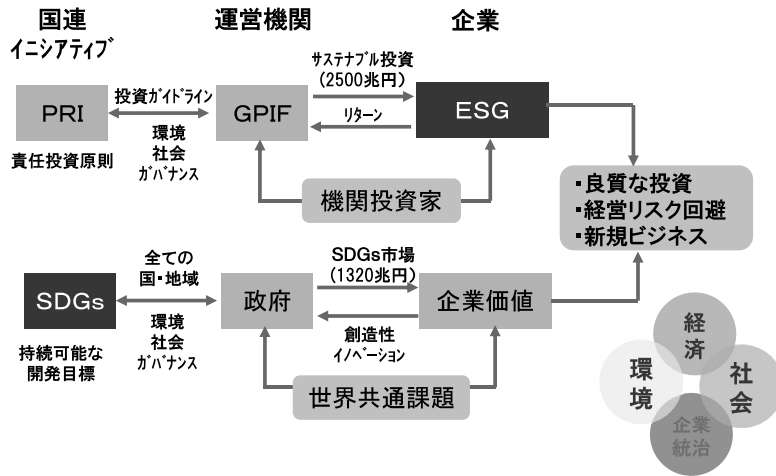 国連
イニシアティブ
運営機関
企業
PRI
投資ガイドライン
環境
社会
ガバナンス
責任投資原則
GPIF
サステナブル投資
(2500兆円)
リターン
ESG
機関投資家
・良質な投資
・経営リスク回避
・新規ビジネス
SDGs
全ての
国・地域
環境
社会
ガバナンス
持続可能な
開発目標
政府
SDGs市場
(1320兆円)
創造性
イノベーション
企業価値
世界共通課題
経済
環境
社会
企業
統治